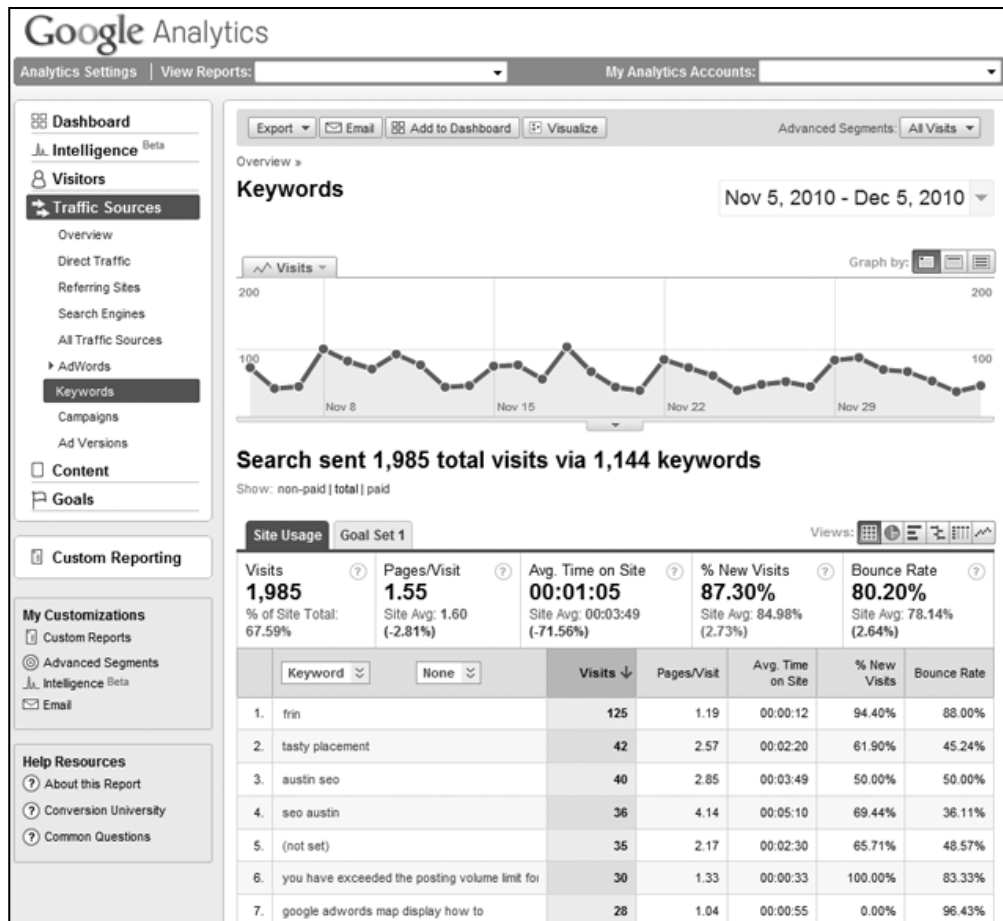 Google Analytics
Analytics Settings | View Reports: My Analytics Accounts:
Dashboard
Intelligence Beta
Visitors
Traffic Sources
Overview
Direct Traffic
Referring Sites
Search Engines
All Traffic Sources
AdWords
Keywords
Campaigns
Ad Versions
Content
Goals
Custom Reporting
My Customizations
Custom Reports
Advanced Segments
Intelligence Beta
Email
Help Resources
? About this Report
? Conversion University
? Common Questions
Export Email Add to Dashboard Visualize Advanced Segments: All Visits
Overview »
Keywords
Nov 5, 2010 - Dec 5, 2010
Visits Graph by:
200 200
100 100
Nov 8 Nov 15 Nov 22 Nov 29
Search sent 1,985 total visits via 1,144 keywords
Show: non-paid | total | paid
Site Usage Goal Set 1 Views:
Visits ? Pages/Visit ? Avg. Time on Site ? % New Visits ? Bounce Rate ?
1,985 1.55 00:01:05 87.30% 80.20%
% of Site Total: Site Avg: 1.60 Site Avg: 00:03:49 Site Avg: 84.98% Site Avg: 78.14%
67.59% (-2.81%) (-71.56%) (2.73%) (2.64%)
Keyword None Visits ↓ Pages/Visit Avg. Time on Site % New Visits Bounce Rate
1. frin 125 1.19 00:00:12 94.40% 88.00%
2. tasty placement 42 2.57 00:02:20 61.90% 45.24%
3. austin seo 40 2.85 00:03:49 50.00% 50.00%
4. seo austin 36 4.14 00:05:10 69.44% 36.11%
5. (not set) 35 2.17 00:02:30 65.71% 48.57%
6. you have exceeded the posting volume limit for 30 1.33 00:00:33 100.00% 83.33%
7. google adwords map display how to 28 1.04 00:00:55 0.00% 96.43%